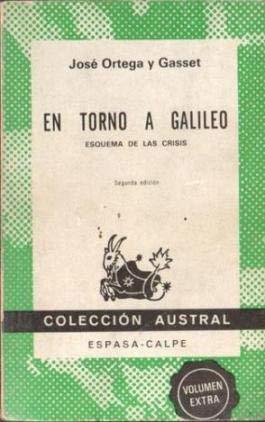 José Ortega y Gasset
EN TORNO A GALILEO
ESQUEMA DE LAS CRISIS
Segunda edición
COLECCIÓN AUSTRAL
ESPASA-CALPE
VOLUMEN
EXTRA